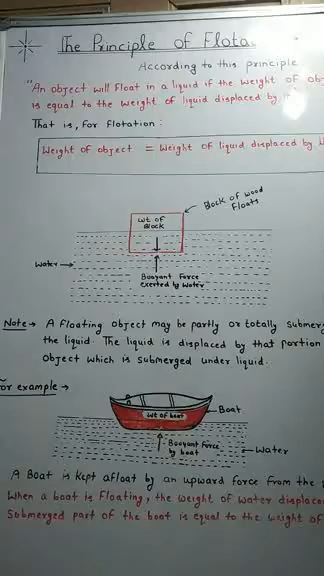 The Principle of Flota
According to this principle
"An object will float in a liquid if the weight of ob
is equal to the weight of liquid displaced by it
That is, for flotation:
Weight of object = Weight of liquid displaced by
Block of wood
floats
Wt of
Block
Water
Buoyant force
exerted by water
Note → A floating object may be partly or totally submer
the liquid. The liquid is displaced by that portion
object which is submerged under liquid.
For example →
Wt of boat
Boat
Buoyant force
by boat
Water
A Boat is kept afloat by an upward force from the
When a boat is floating, the weight of water displace
submerged part of the boat is equal to the weight of